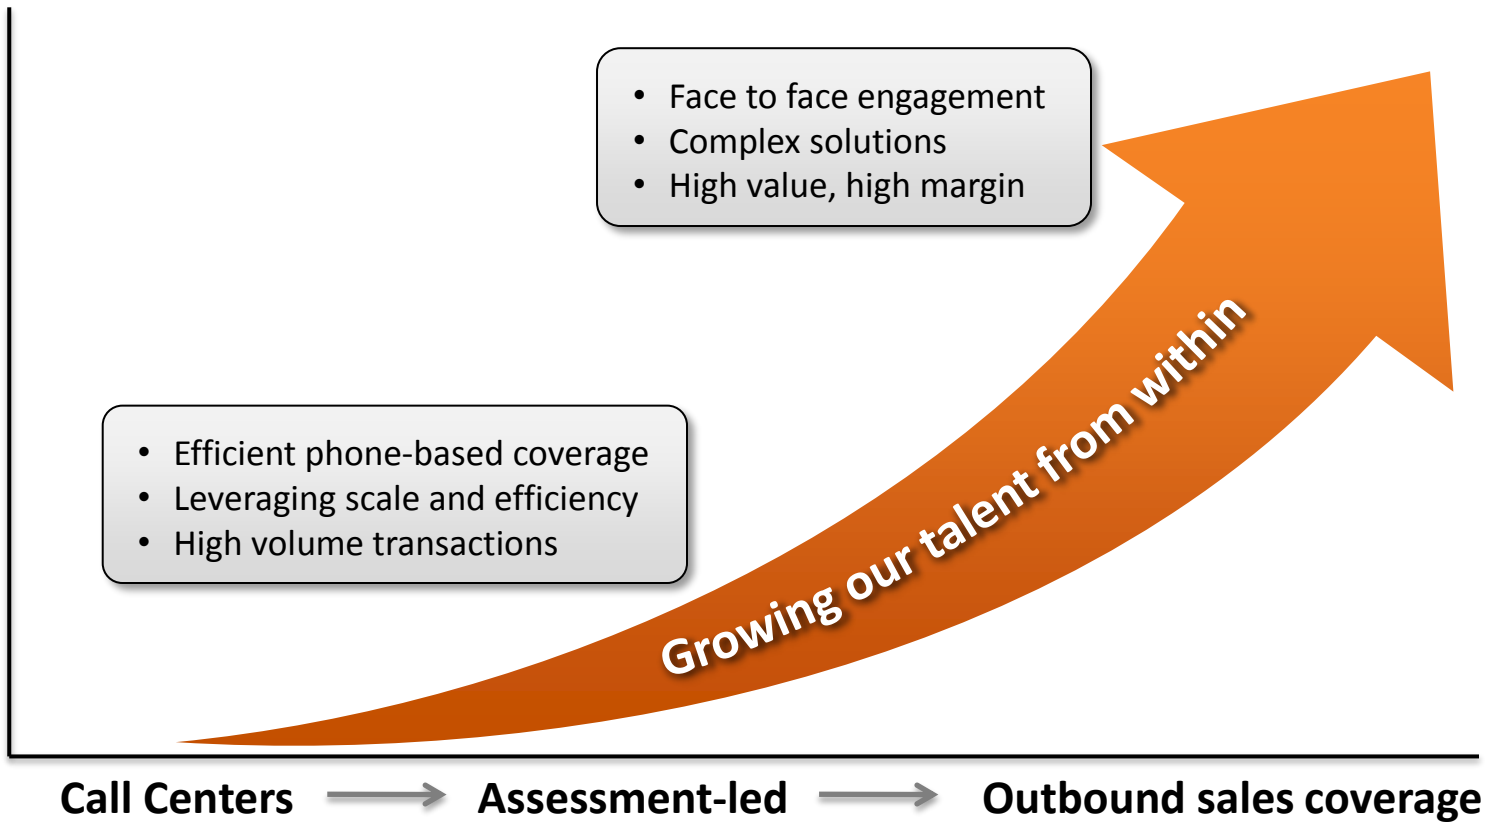 • Face to face engagement
• Complex solutions
• High value, high margin
• Efficient phone-based coverage
• Leveraging scale and efficiency
• High volume transactions
Growing our talent from within
Call Centers
Assessment-led
Outbound sales coverage